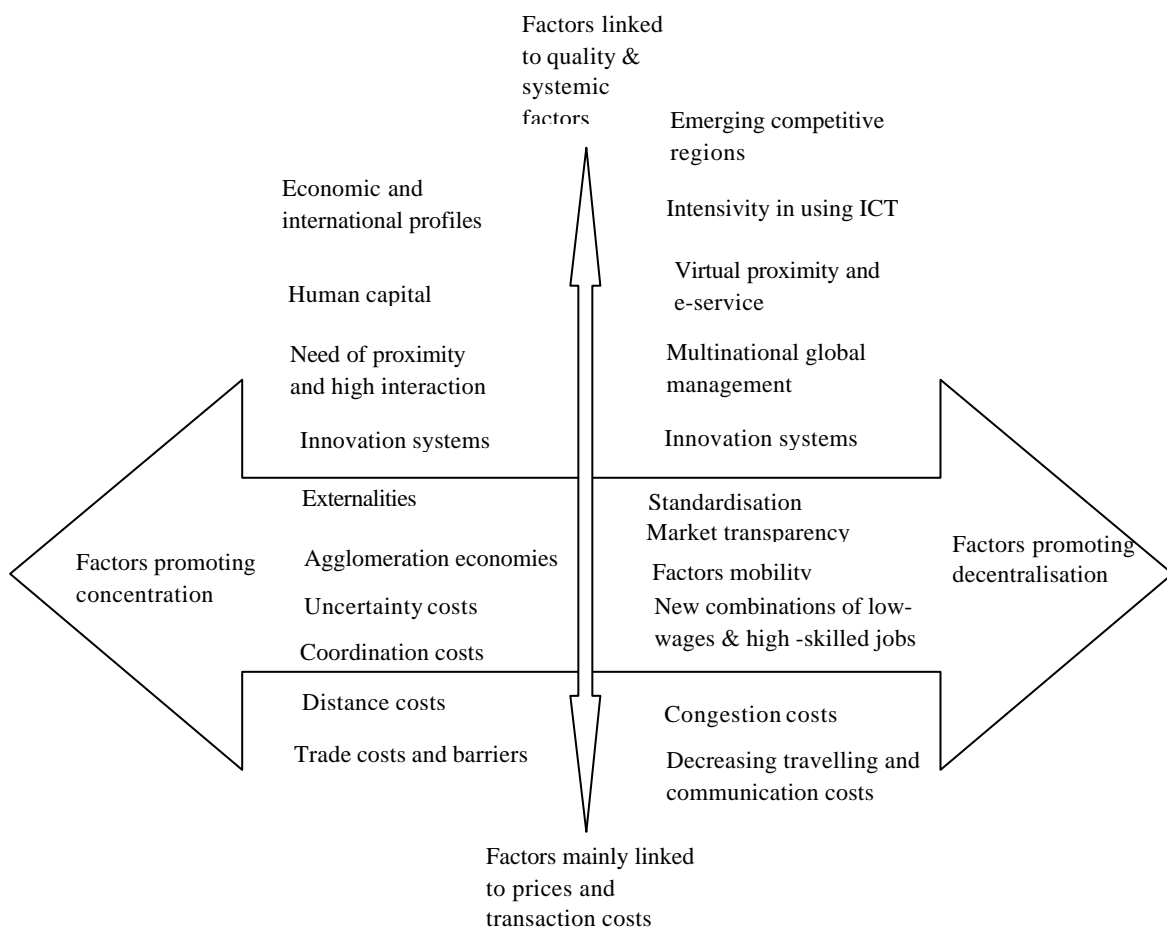 Factors linked
to quality &
systemic
factors
Emerging competitive
regions
Economic and
international profiles
Intensivity in using ICT
Virtual proximity and
e-service
Human capital
Need of proximity
and high interaction
Multinational global
management
Innovation systems
Innovation systems
Externalities
Standardisation
Market transparency
Agglomeration economies
Factors mobility
Factors promoting
concentration
Factors promoting
decentralisation
Uncertainty costs
New combinations of low-
wages & high -skilled jobs
Coordination costs
Distance costs
Congestion costs
Trade costs and barriers
Decreasing travelling and
communication costs
Factors mainly linked
to prices and
transaction costs